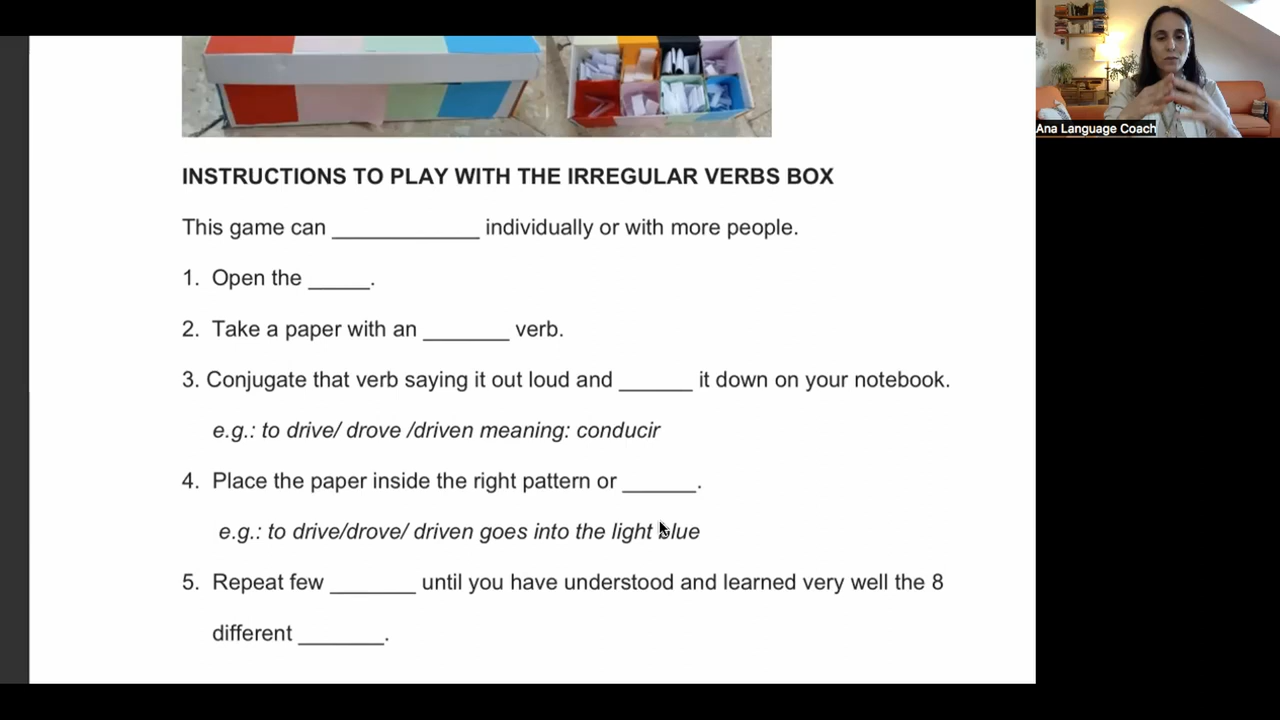 Ana Language Coach
INSTRUCTIONS TO PLAY WITH THE IRREGULAR VERBS BOX
This game can ____________ individually or with more people.
1. Open the _____.
2. Take a paper with an _______ verb.
3. Conjugate that verb saying it out loud and ______ it down on your notebook.
e.g.: to drive/ drove /driven meaning: conducir
4. Place the paper inside the right pattern or ______.
e.g.: to drive/drove/ driven goes into the light blue
5. Repeat few _______ until you have understood and learned very well the 8
different _______.